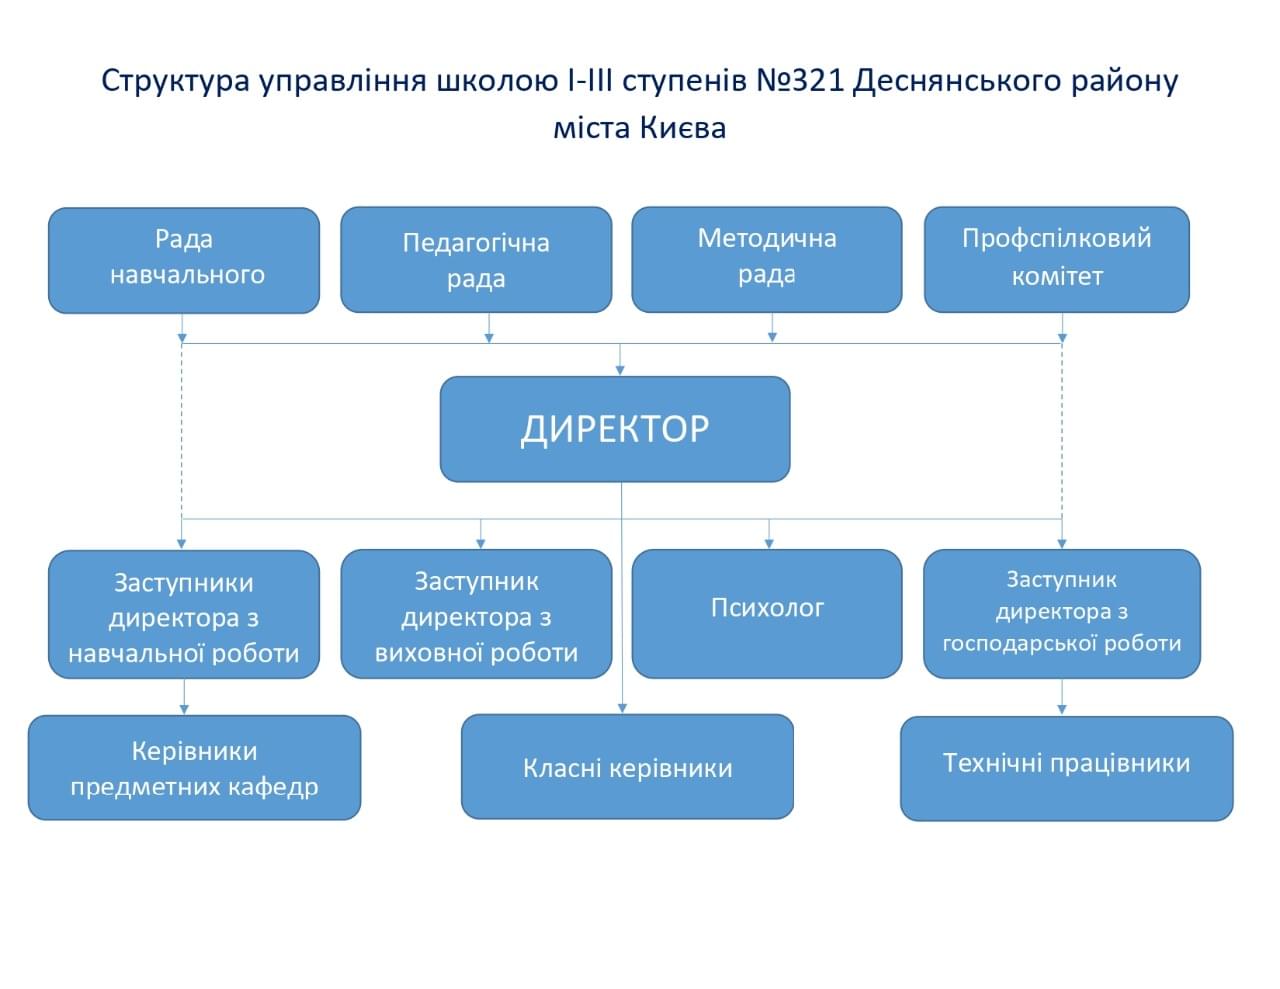 Структура управління школою І-ІІІ ступенів №321 Деснянського району
міста Києва
Рада
навчального
Педагогічна
рада
Методична
рада
Профспілковий
комітет
ДИРЕКТОР
Заступники
директора з
навчальної роботи
Заступник
директора з
виховної роботи
Психолог
Заступник
директора з
господарської роботи
Керівники
предметних кафедр
Класні керівники
Технічні працівники